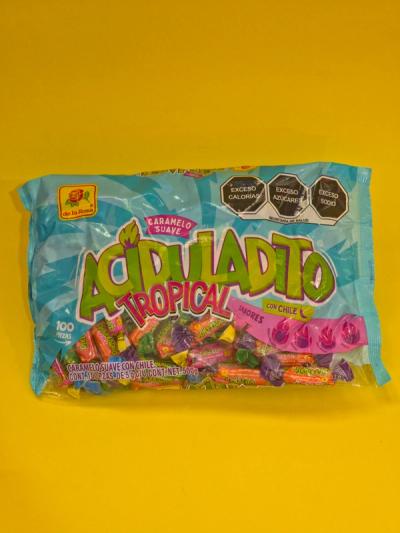 de la Rosa
EXCESO
CALORÍAS
EXCESO
AZÚCARES
EXCESO
SODIO
CARAMELO
SUAVE
ACIDULADITO
TROPICAL
SABORES
CON CHILE
100
PIEZAS
CARAMELO SUAVE CON CHILE